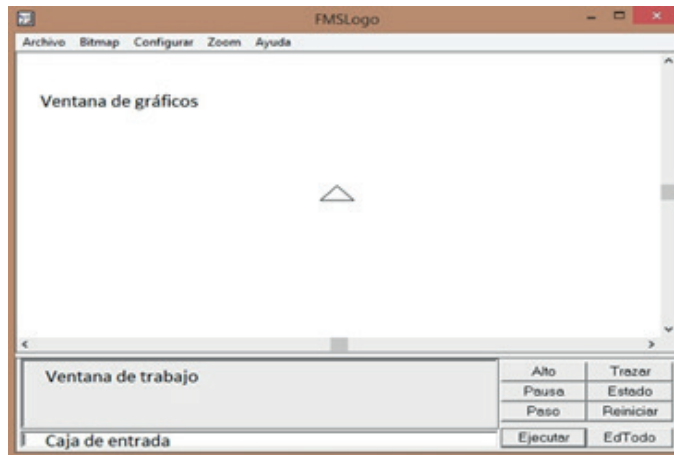 FMSLogo
Archivo Bitmap Configurar Zoom Ayuda
Ventana de gráficos
Ventana de trabajo
Alto Trazar
Pausa Estado
Paso Reiniciar
Caja de entrada
Ejecutar EdTodo